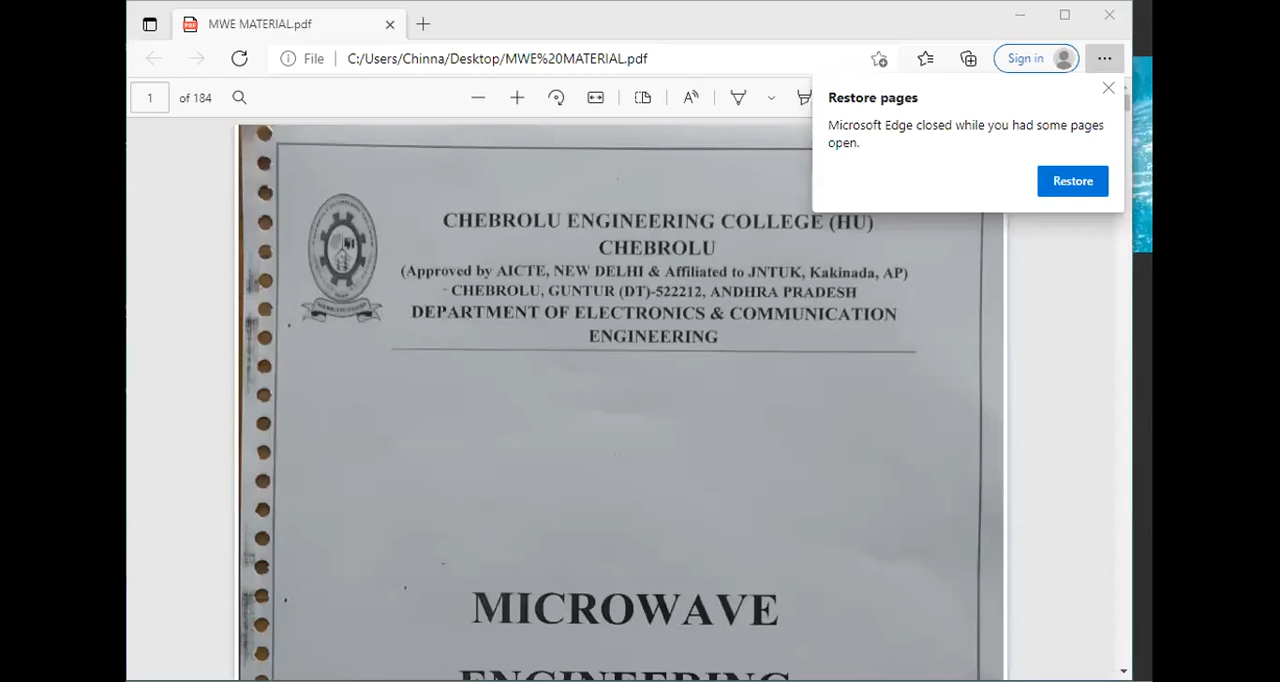 MWE MATERIAL.pdf
File
C:/Users/Chinna/Desktop/MWE%20MATERIAL.pdf
Sign in
1 of 184
Restore pages
Microsoft Edge closed while you had some pages
open.
Restore
CHEBROLU ENGINEERING COLLEGE (HU)
CHEBROLU
(Approved by AICTE, NEW DELHI & Affiliated to JNTUK, Kakinada, AP)
CHEBROLU, GUNTUR (DT)-522212, ANDHRA PRADESH
DEPARTMENT OF ELECTRONICS & COMMUNICATION
ENGINEERING
MICROWAVE
ENGINEERING